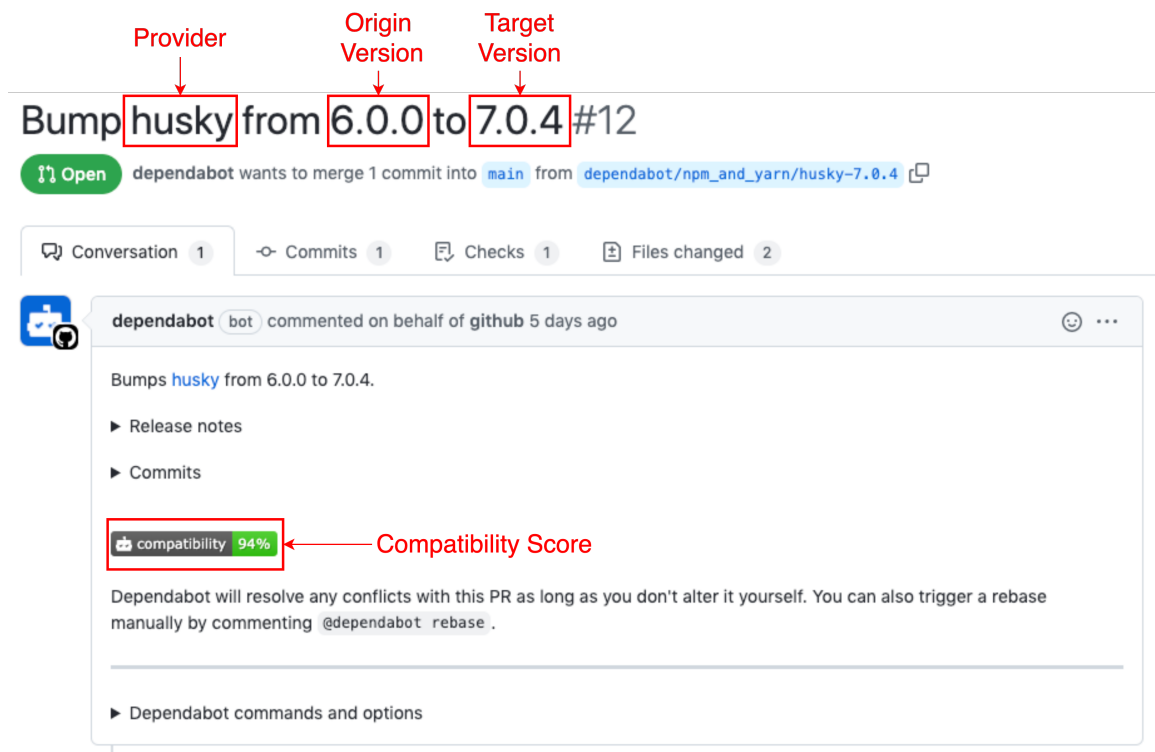 Provider
Origin Version
Target Version
Bump husky from 6.0.0 to 7.0.4 #12
Open dependabot wants to merge 1 commit into main from dependabot/npm_and_yarn/husky-7.0.4
Conversation 1 Commits 1 Checks 1 Files changed 2
dependabot bot commented on behalf of github 5 days ago
Bumps husky from 6.0.0 to 7.0.4.
Release notes
Commits
compatibility 94%
Compatibility Score
Dependabot will resolve any conflicts with this PR as long as you don't alter it yourself. You can also trigger a rebase
manually by commenting @dependabot rebase.
Dependabot commands and options